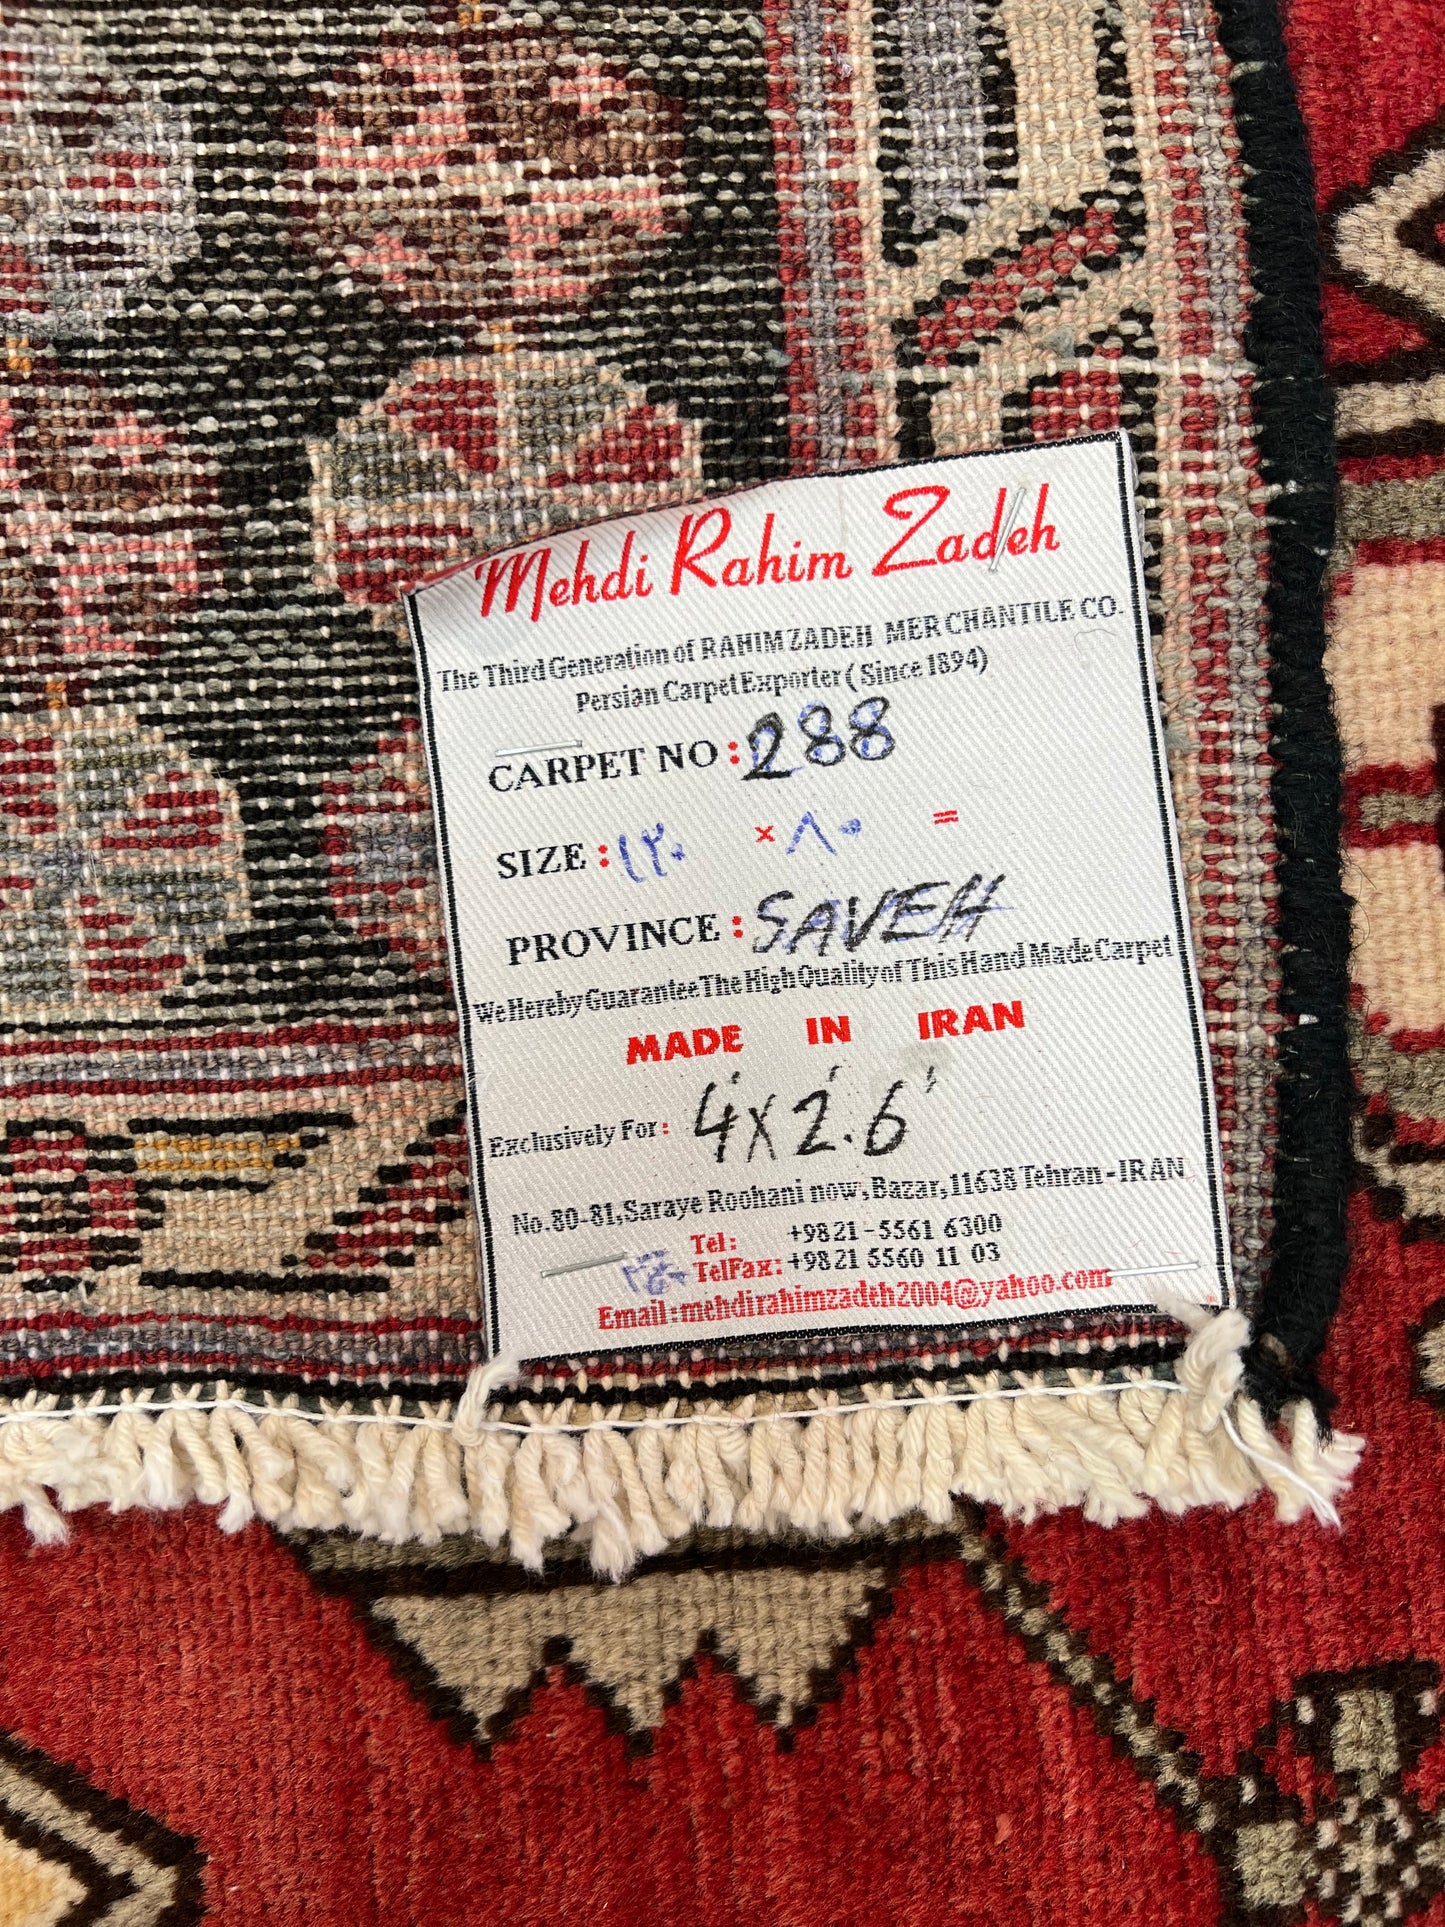 Mehdi Rahim Zadeh
The Third Generation of RAHIMZADEH MERCHANTILE CO.
Persian Carpet Exporter ( Since 1894)
CARPET NO : 288
SIZE : ۱۲۰ × ۸۰ =
PROVINCE : SAVEH
We Hereby Guarantee The High Quality of This Hand Made Carpet
MADE IN IRAN
Exclusively For: 4' x 2'.6'
No.80-81,Saraye Roohani now,Bazar,11638 Tehran-IRAN
Tel: +9821-5561 6300
TelFax: +9821 5560 11 03
Email:mehdirahimzadeh2004@yahoo.com